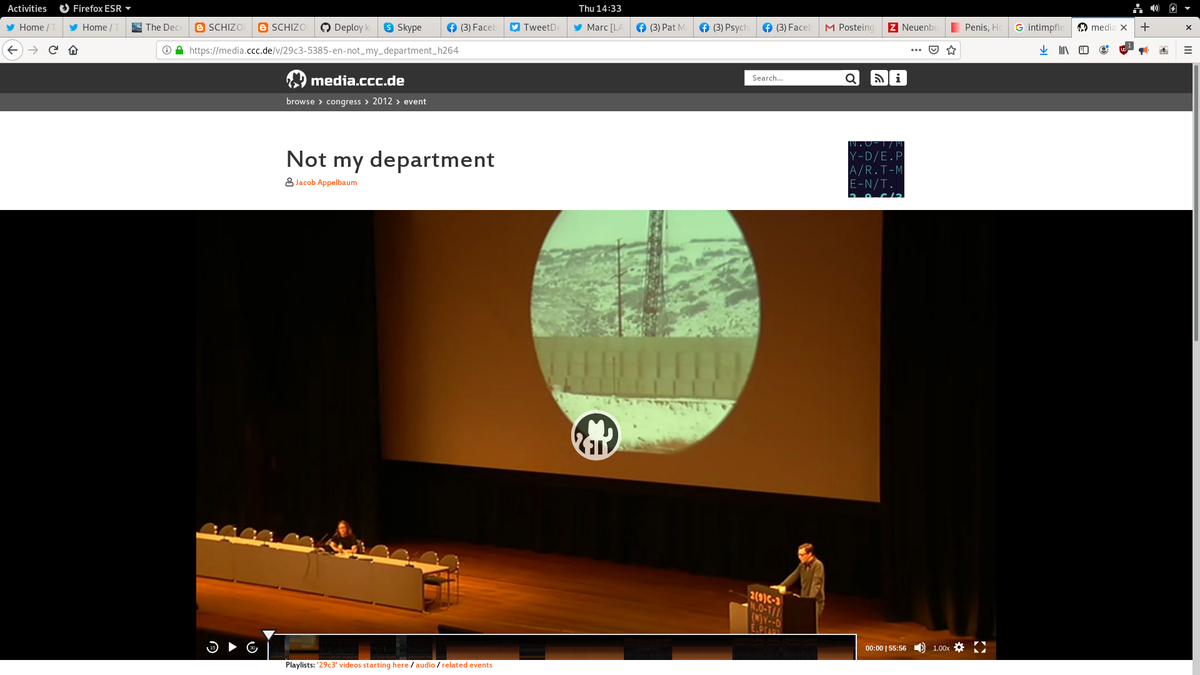 Activities Firefox ESR Thu 14:33
Home / T Home / T The Dec SCHIZO SCHIZO Deploy k Skype (3) Faceb TweetD Marc [LA (3) Pat M (3) Psych (3) Faceb Posteing Neuenb Penis, Ho intimpfle media
https://media.ccc.de/v/29c3-5385-en-not_my_department_h264
media.ccc.de
Search...
browse › congress › 2012 › event
Not my department
Jacob Appelbaum
N.O-T/M
Y-D/E.P
A/R.T-M
E-N/T.
2(9)C-3
N.O-T//
(M)Y--D
E.P(AR)
00:00 | 55:56 1.00x
Playlists: '29c3' videos starting here / audio / related events